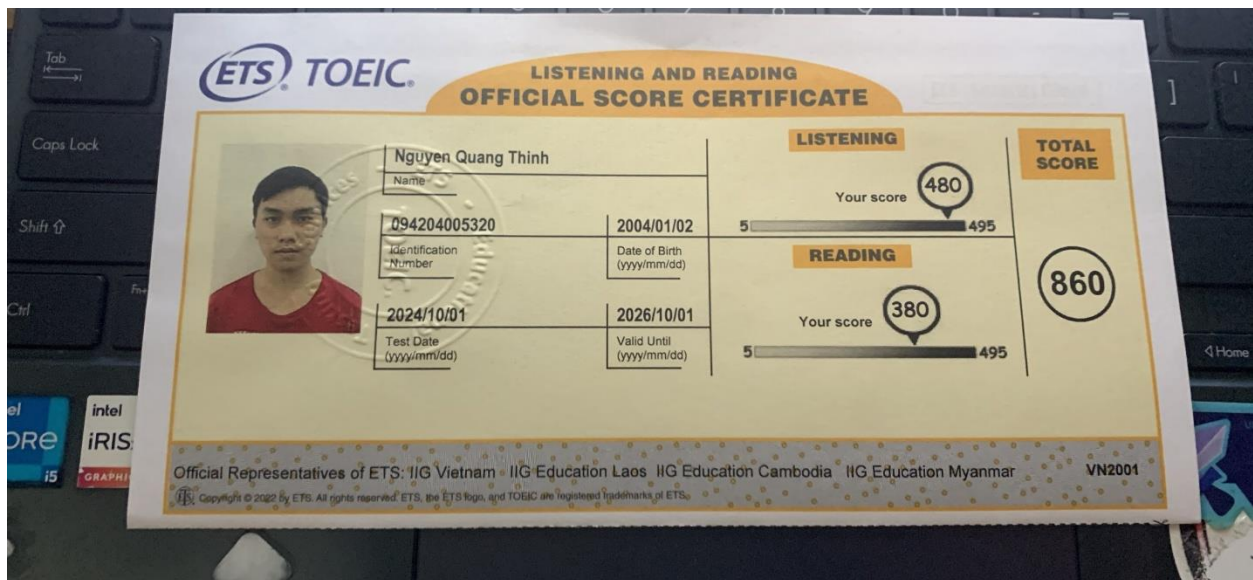 Tab
Caps Lock
Shift
Ctrl
Fn
ETS TOEIC®
LISTENING AND READING
OFFICIAL SCORE CERTIFICATE
Nguyen Quang Thinh
Name
094204005320
Identification
Number
2004/01/02
Date of Birth
(yyyy/mm/dd)
2024/10/01
Test Date
(yyyy/mm/dd)
2026/10/01
Valid Until
(yyyy/mm/dd)
LISTENING
Your score 480
5 495
READING
Your score 380
5 495
TOTAL
SCORE
860
Official Representatives of ETS: IIG Vietnam IIG Education Laos IIG Education Cambodia IIG Education Myanmar VN2001
Copyright © 2022 by ETS. All rights reserved. ETS, the ETS logo, and TOEIC are registered trademarks of ETS.
Home
i5
intel
iRIS
GRAPHI